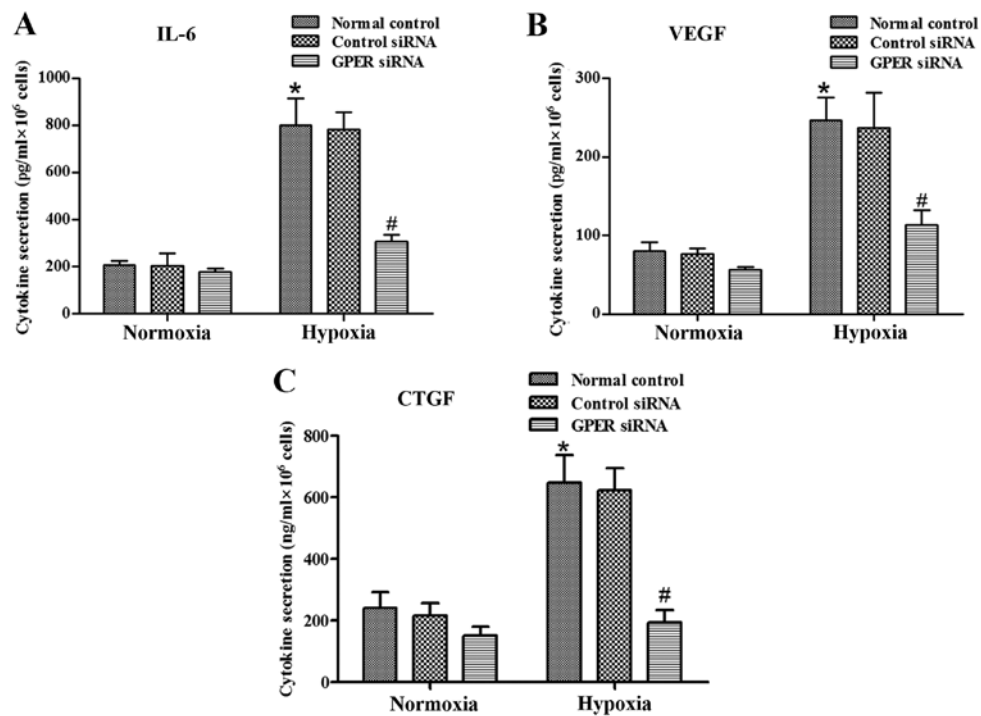 A
IL-6
Normal control
Control siRNA
GPER siRNA
Cytokine secretion (pg/ml×10⁶ cells)
1000
800
600
400
200
0
*
#
Normoxia
Hypoxia
B
VEGF
Normal control
Control siRNA
GPER siRNA
Cytokine secretion (pg/ml×10⁶ cells)
300
200
100
0
*
#
Normoxia
Hypoxia
C
CTGF
Normal control
Control siRNA
GPER siRNA
Cytokine secretion (ng/ml×10⁶ cells)
800
600
400
200
0
*
#
Normoxia
Hypoxia